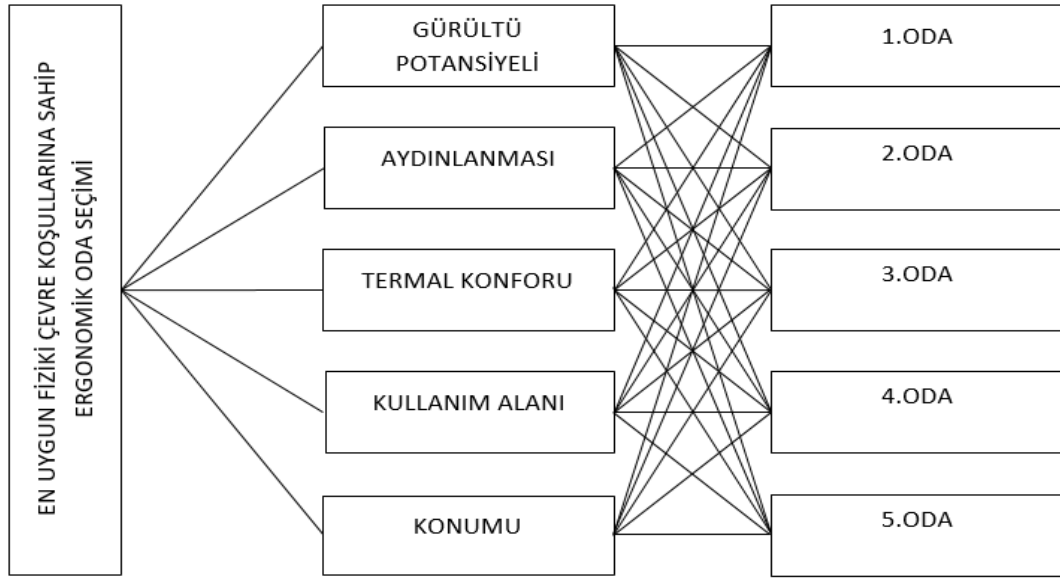 EN UYGUN FİZİKİ ÇEVRE KOŞULLARINA SAHİP
ERGONOMİK ODA SEÇİMİ
GÜRÜLTÜ
POTANSİYELİ
AYDINLANMASI
TERMAL KONFORU
KULLANIM ALANI
KONUMU
1.ODA
2.ODA
3.ODA
4.ODA
5.ODA